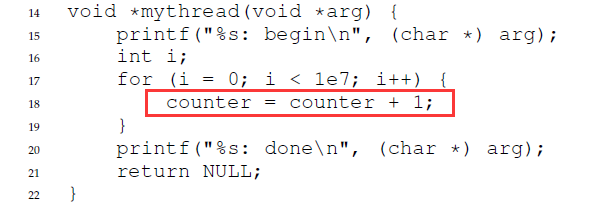 14 void *mythread(void *arg) {
15 printf("%s: begin\n", (char *) arg);
16 int i;
17 for (i = 0; i < 1e7; i++) {
18 counter = counter + 1;
19 }
20 printf("%s: done\n", (char *) arg);
21 return NULL;
22 }